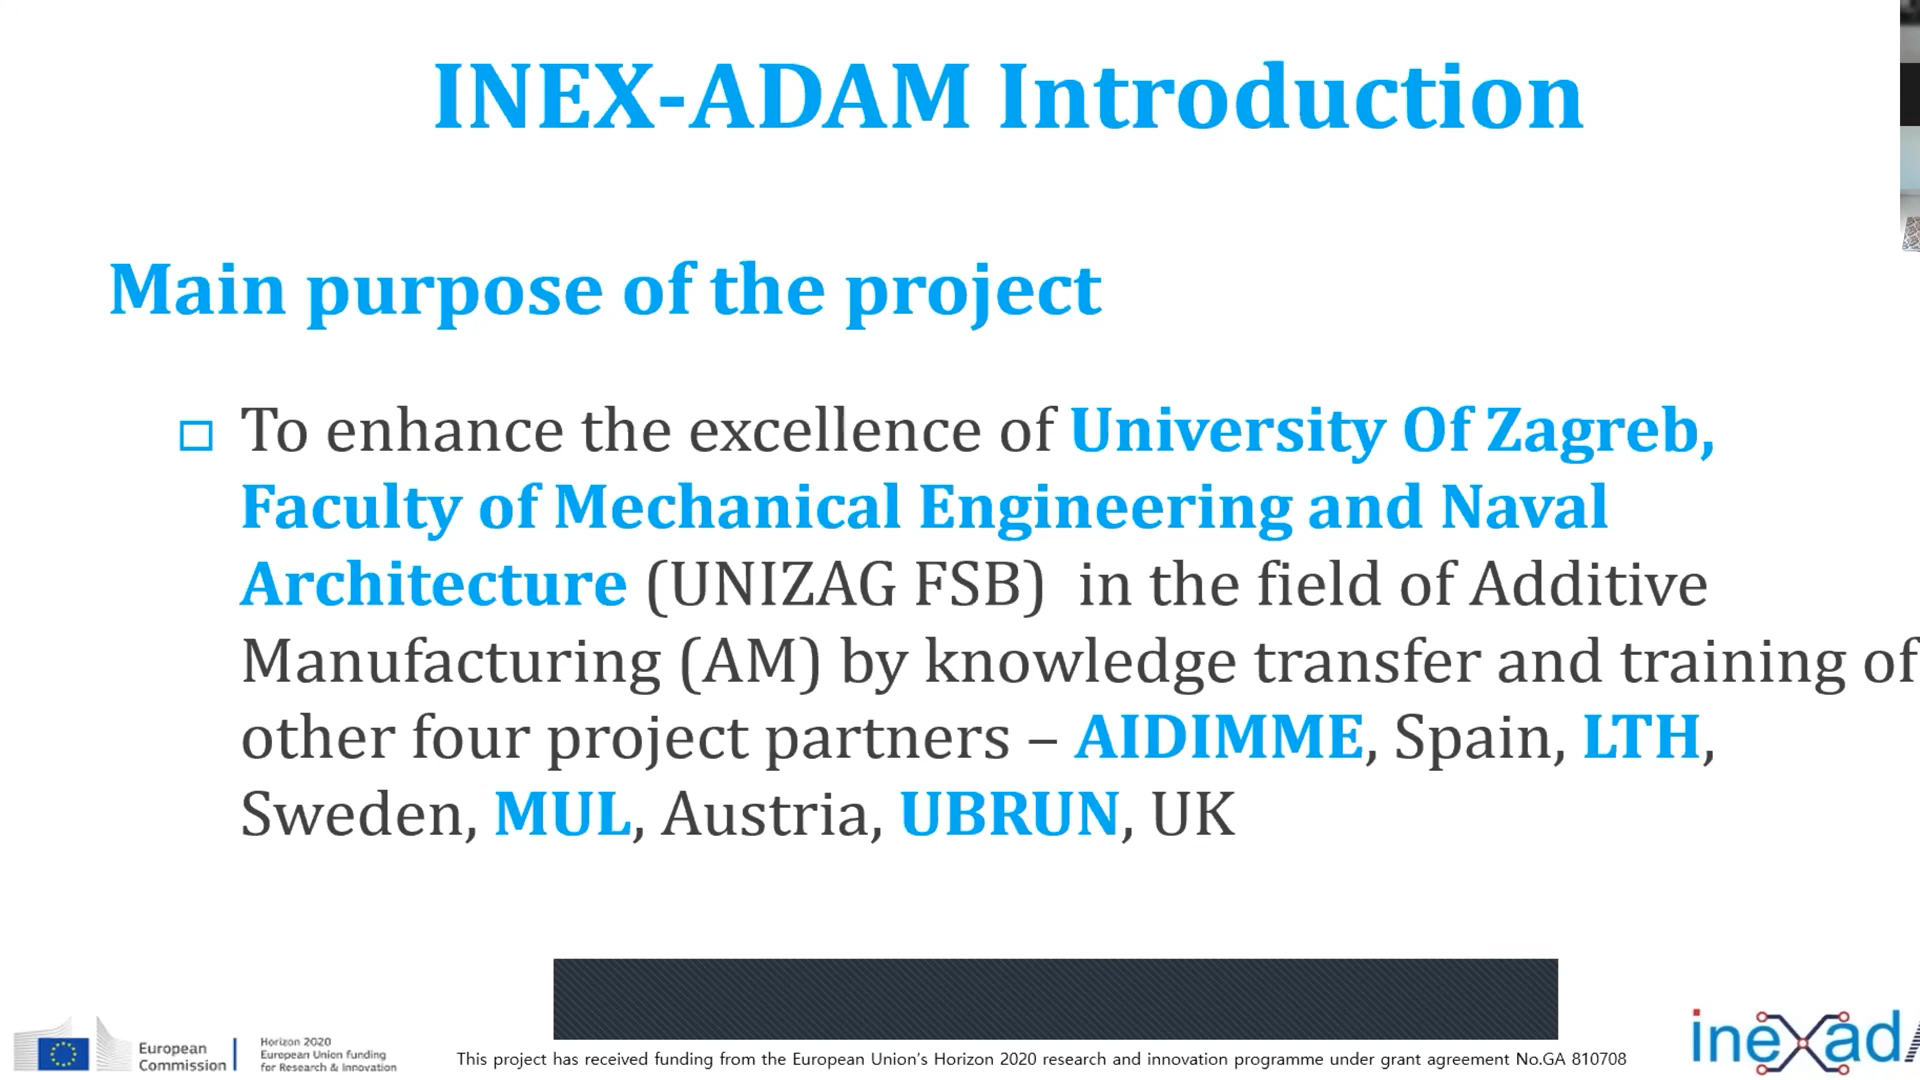 INEX-ADAM Introduction
Main purpose of the project
To enhance the excellence of University Of Zagreb,
Faculty of Mechanical Engineering and Naval
Architecture (UNIZAG FSB) in the field of Additive
Manufacturing (AM) by knowledge transfer and training of
other four project partners – AIDIMME, Spain, LTH,
Sweden, MUL, Austria, UBRUN, UK
European
Commission
Horizon 2020
European Union funding
for Research & Innovation
This project has received funding from the European Union's Horizon 2020 research and innovation programme under grant agreement No.GA 810708
inexad